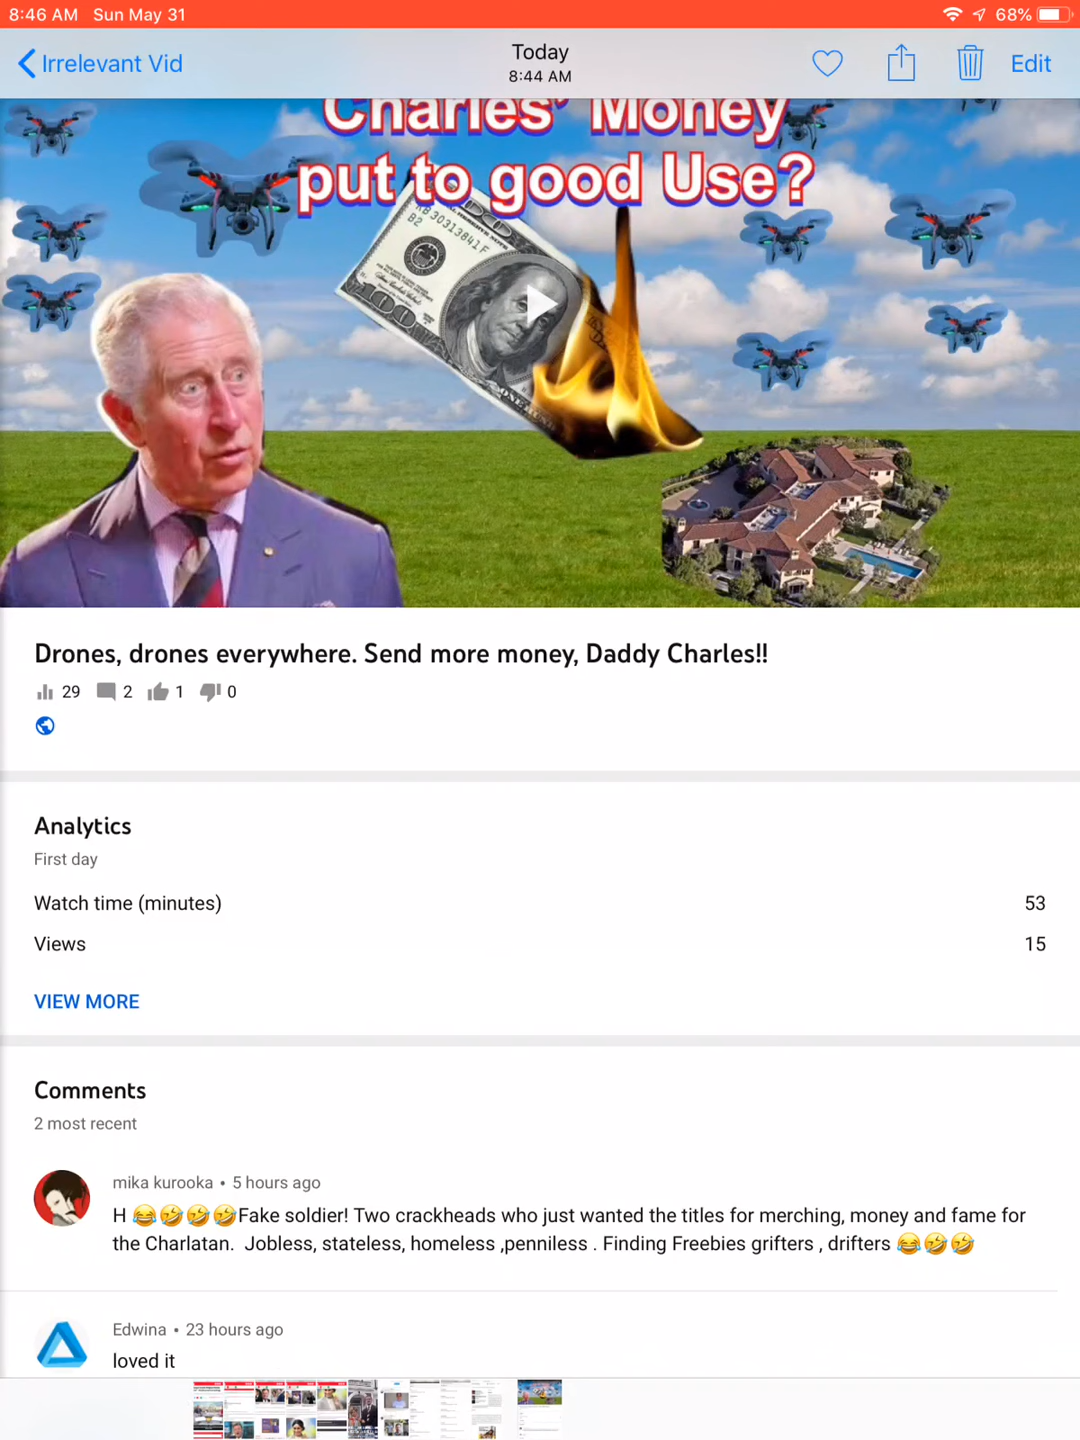 8:46 AM Sun May 31
68%
Irrelevant Vid
Today
8:44 AM
Edit
Charles' Money
put to good Use?
KB 30313841 F
B2
100
Drones, drones everywhere. Send more money, Daddy Charles!!
29 2 1 0
Analytics
First day
Watch time (minutes) 53
Views 15
VIEW MORE
Comments
2 most recent
mika kurooka • 5 hours ago
H 😂🤣🤣🤣Fake soldier! Two crackheads who just wanted the titles for merching, money and fame for
the Charlatan. Jobless, stateless, homeless ,penniless . Finding Freebies grifters , drifters 😂🤣🤣
Edwina • 23 hours ago
loved it